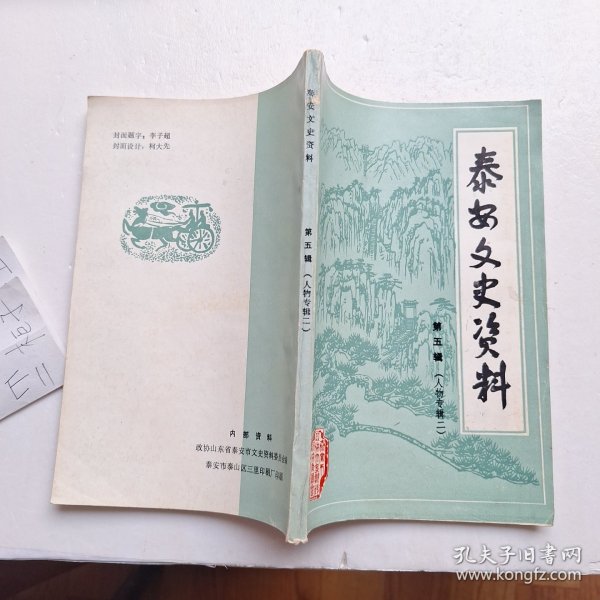 泰安文史资料
第五辑
(人物专辑二)
泰安文史资料
第五辑
(人物专辑二)
封面题字：李子超
封面设计：柯大先
内部资料
政协山东省泰安市文史资料委员会编
泰安市泰山区三里印刷厂印刷
孔夫子旧书网
www.kongfz.com